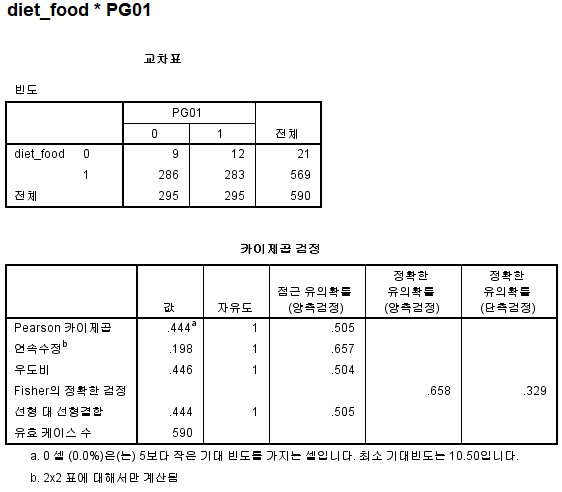 diet_food * PG01
교차표
빈도
PG01
0 1 전체
diet_food 0 9 12 21
1 286 283 569
전체 295 295 590
카이제곱 검정
값 자유도 점근 유의확률 (양측검정) 정확한 유의확률 (양측검정) 정확한 유의확률 (단측검정)
Pearson 카이제곱 .444a 1 .505
연속수정b .198 1 .657
우도비 .446 1 .504
Fisher의 정확한 검정 .658 .329
선형 대 선형결합 .444 1 .505
유효 케이스 수 590
a. 0 셀 (0.0%)은(는) 5보다 작은 기대 빈도를 가지는 셀입니다. 최소 기대빈도는 10.50입니다.
b. 2x2 표에 대해서만 계산됨